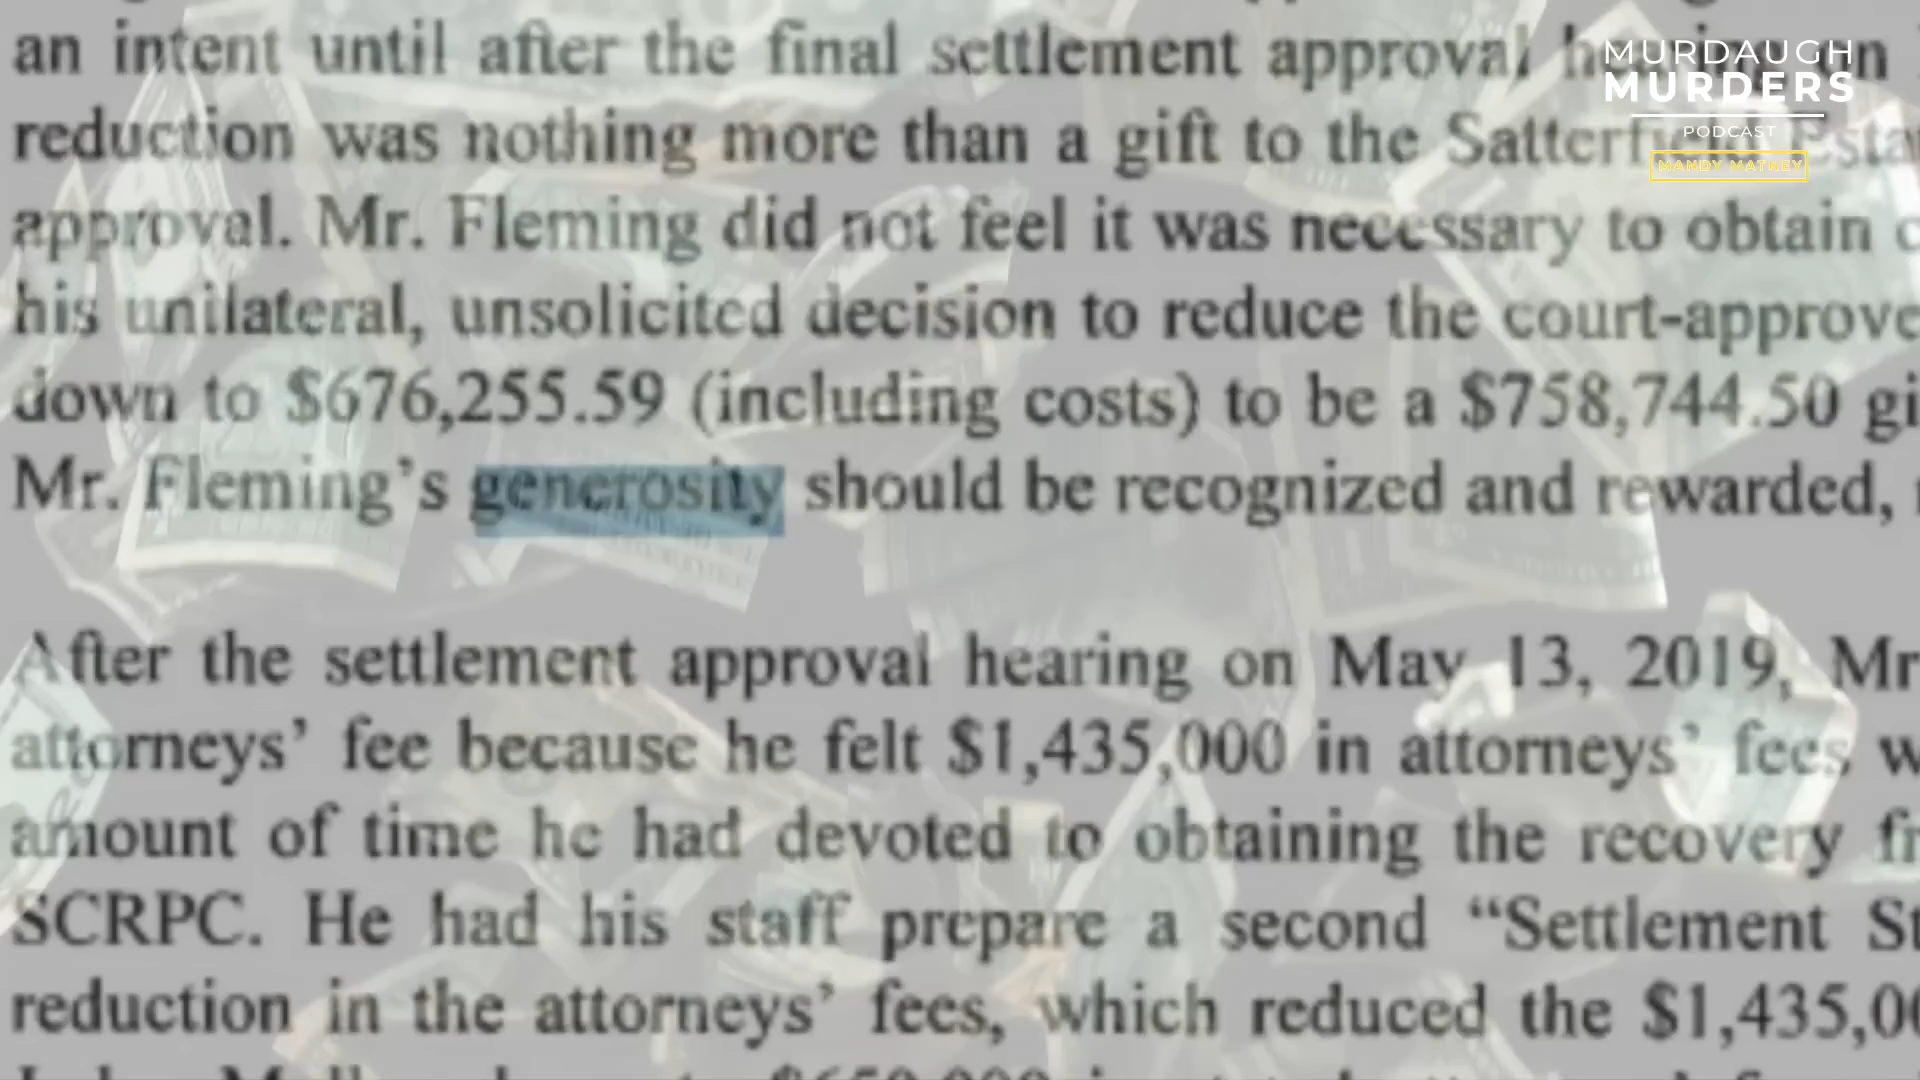 an intent until after the final settlement approval
reduction was nothing more than a gift to the
approval. Mr. Fleming did not feel it was necessary to obtain
his unilateral, unsolicited decision to reduce the
down to $676,255.59 (including costs) to be a $758,744.50
Mr. Fleming’s generosity should be recognized and rewarded,
After the settlement approval hearing on May 13, 2019, Mr
attorneys’ fee because he felt $1,435,000 in attorneys’ fees
amount of time he had devoted to obtaining the recovery
SCRPC. He had his staff prepare a second “Settlement
reduction in the attorneys’ fees, which reduced the
MURDAUGH
MURDERS
PODCAST
MANDY MATNEY